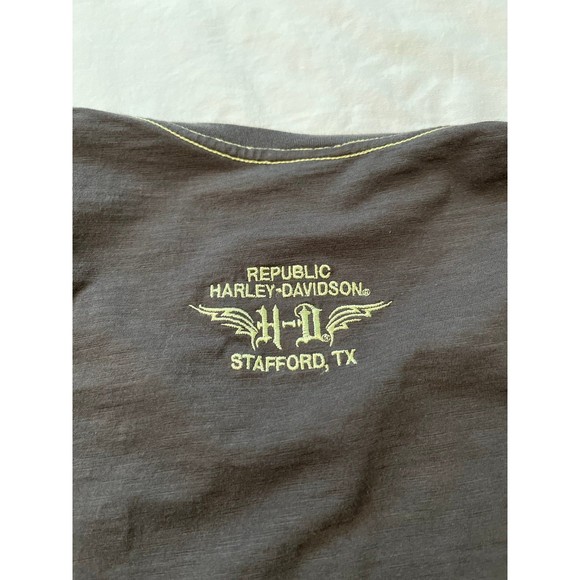 REPUBLIC
HARLEY-DAVIDSON®
H-D®
STAFFORD, TX